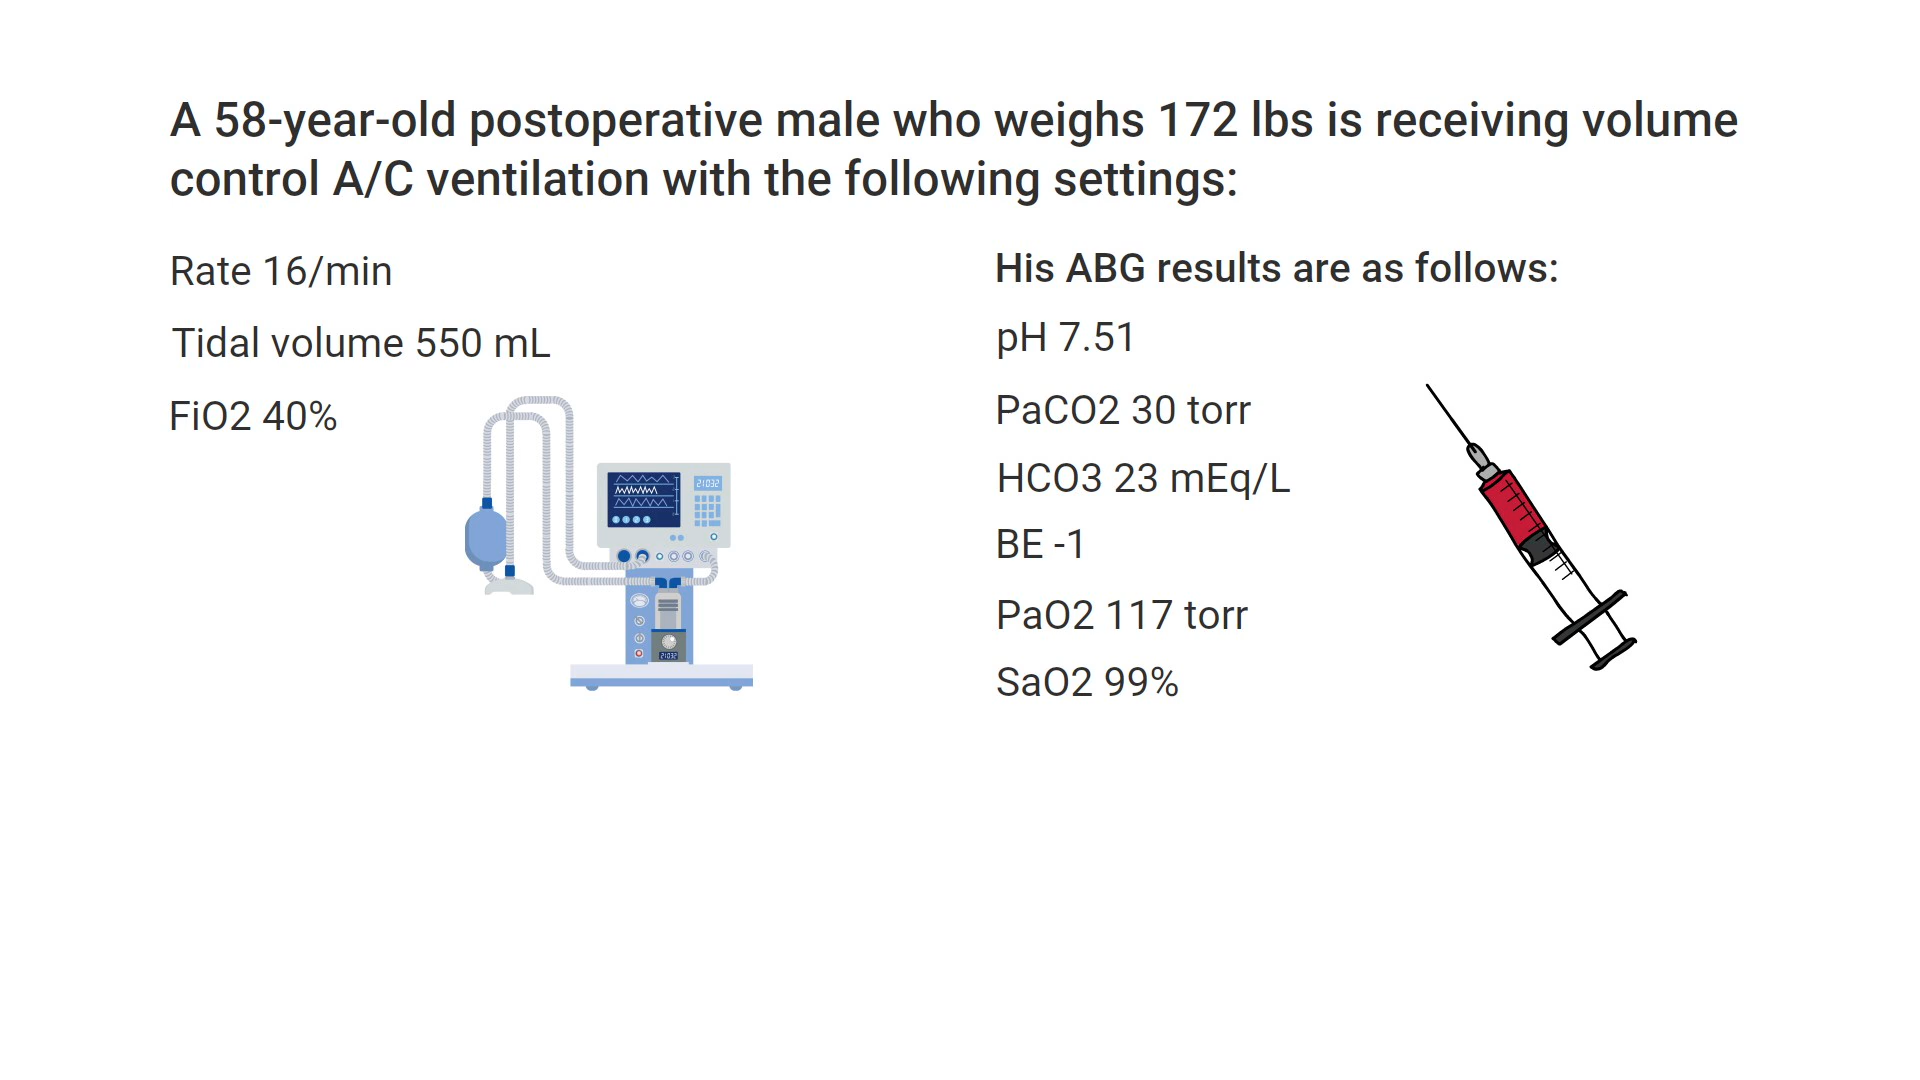 A 58-year-old postoperative male who weighs 172 lbs is receiving volume
control A/C ventilation with the following settings:
Rate 16/min
Tidal volume 550 mL
FiO2 40%
His ABG results are as follows:
pH 7.51
PaCO2 30 torr
HCO3 23 mEq/L
BE -1
PaO2 117 torr
SaO2 99%
21032
21032